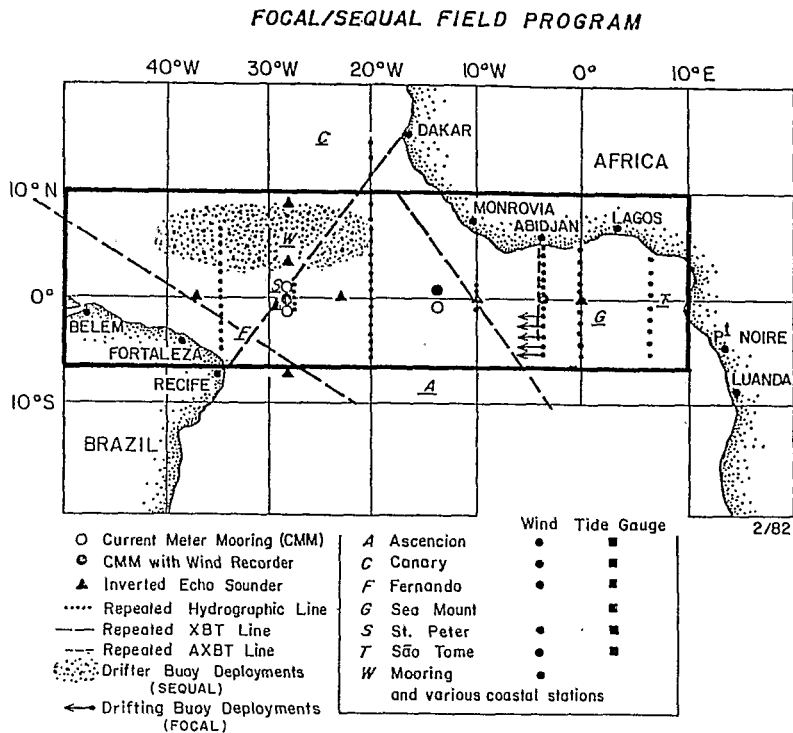 FOCAL/SEQUAL FIELD PROGRAM
40°W 30°W 20°W 10°W 0° 10°E
C
DAKAR
AFRICA
10°N
MONROVIA
ABIDJAN
LAGOS
W
S
0°
G
T
BELEM
F
Pt NOIRE
FORTALEZA
RECIFE
A
LUANDA
10°S
BRAZIL
2/82
Current Meter Mooring (CMM)
CMM with Wind Recorder
Inverted Echo Sounder
Repeated Hydrographic Line
Repeated XBT Line
Repeated AXBT Line
Drifter Buoy Deployments
(SEQUAL)
Drifting Buoy Deployments
(FOCAL)
Wind Tide Gauge
A Ascencion
C Canary
F Fernando
G Sea Mount
S St. Peter
T São Tome
W Mooring
and various coastal stations